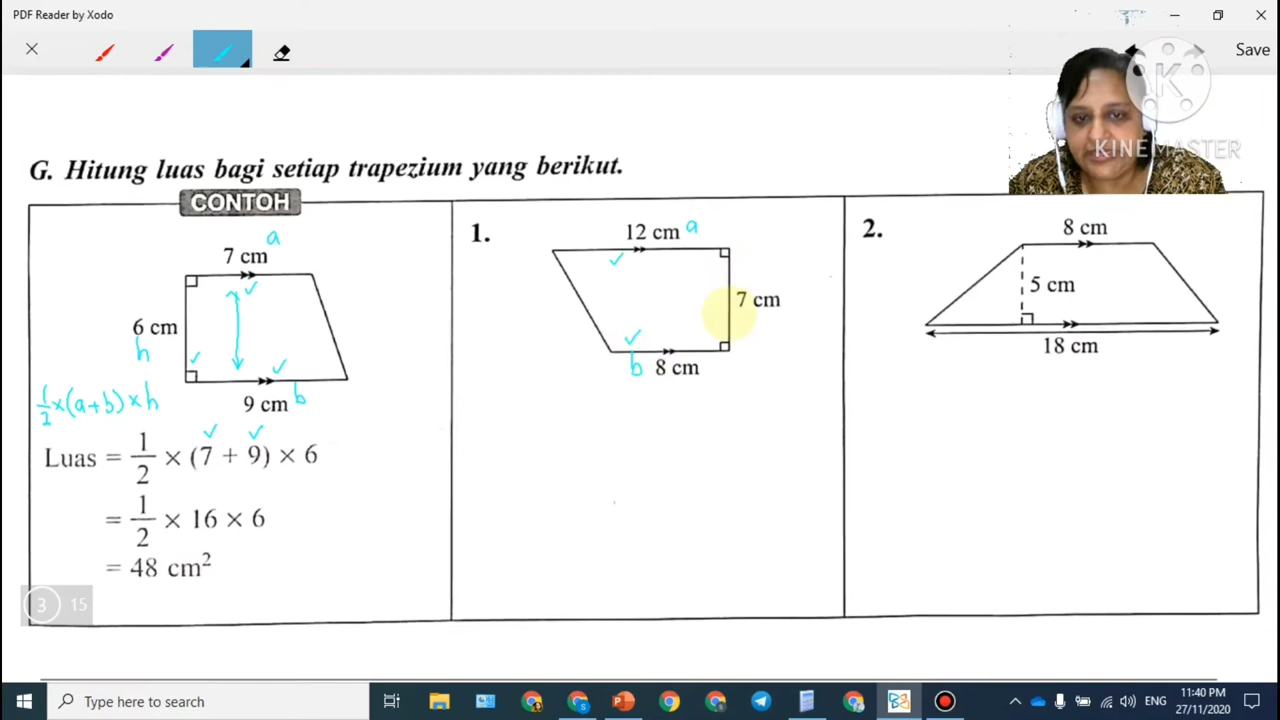 PDF Reader by Xodo
Save
KINEMASTER
G. Hitung luas bagi setiap trapezium yang berikut.
CONTOH
a
7 cm
6 cm
h
9 cm b
½×(a+b)×h
Luas = 1/2 × (7 + 9) × 6
= 1/2 × 16 × 6
= 48 cm²
3 15
1.
12 cm a
7 cm
b 8 cm
2.
8 cm
5 cm
18 cm
Type here to search
ENG
11:40 PM
27/11/2020